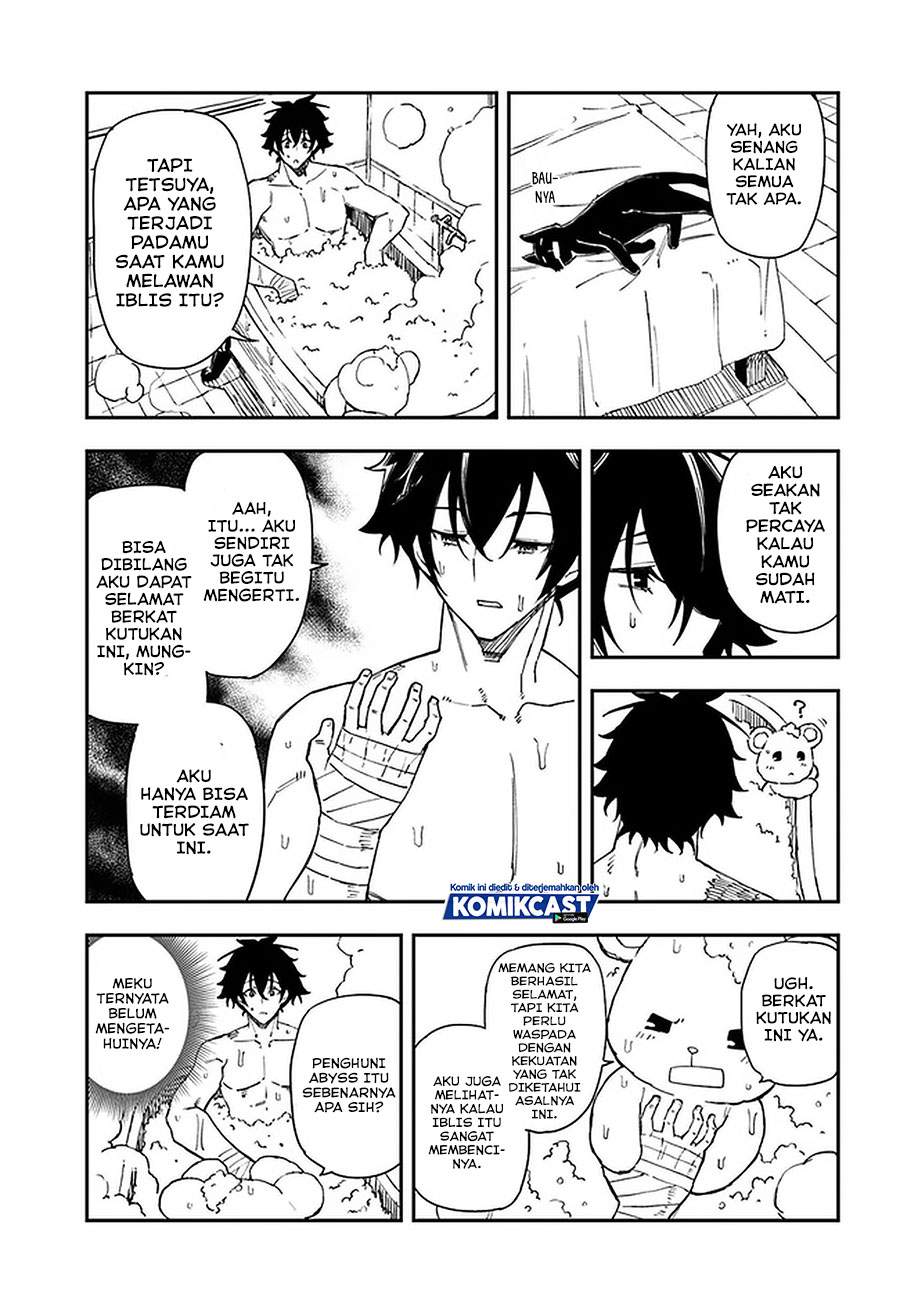 YAH, AKU
SENANG
KALIAN
SEMUA
TAK APA.
BAU-
NYA
TAPI
TETSUYA,
APA YANG
TERJADI
PADAMU
SAAT KAMU
MELAWAN
IBLIS ITU?
AKU
SEAKAN
TAK
PERCAYA
KALAU
KAMU
SUDAH
MATI.
?
AAH,
ITU... AKU
SENDIRI
JUGA TAK
BEGITU
MENGERTI.
BISA
DIBILANG
AKU DAPAT
SELAMAT
BERKAT
KUTUKAN
INI, MUNG-
KIN?
AKU
HANYA BISA
TERDIAM
UNTUK SAAT
INI.
Komik ini diedit & diterjemahkan oleh
KOMIKCAST
Google Play
UGH.
BERKAT
KUTUKAN
INI YA.
MEMANG KITA
BERHASIL
SELAMAT,
TAPI KITA
PERLU
WASPADA
DENGAN
KEKUATAN
YANG TAK
DIKETAHUI
ASALNYA
INI.
AKU JUGA
MELIHAT-
NYA KALAU
IBLIS ITU
SANGAT
MEMBENCI-
NYA.
PENGHUNI
ABYSS ITU
SEBENARNYA
APA SIH?
MEKU
TERNYATA
BELUM
MENGETA-
HUINYA!